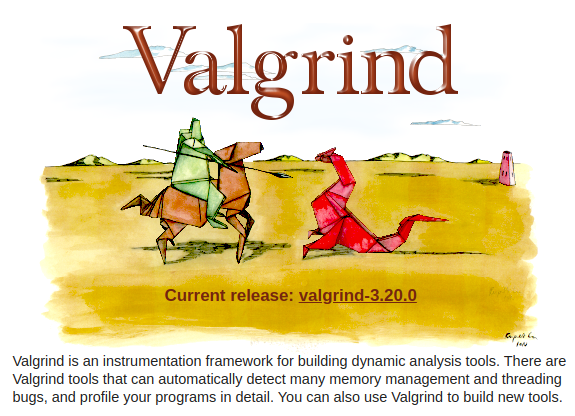 Valgrind
Current release: valgrind-3.20.0
Valgrind is an instrumentation framework for building dynamic analysis tools. There are
Valgrind tools that can automatically detect many memory management and threading
bugs, and profile your programs in detail. You can also use Valgrind to build new tools.